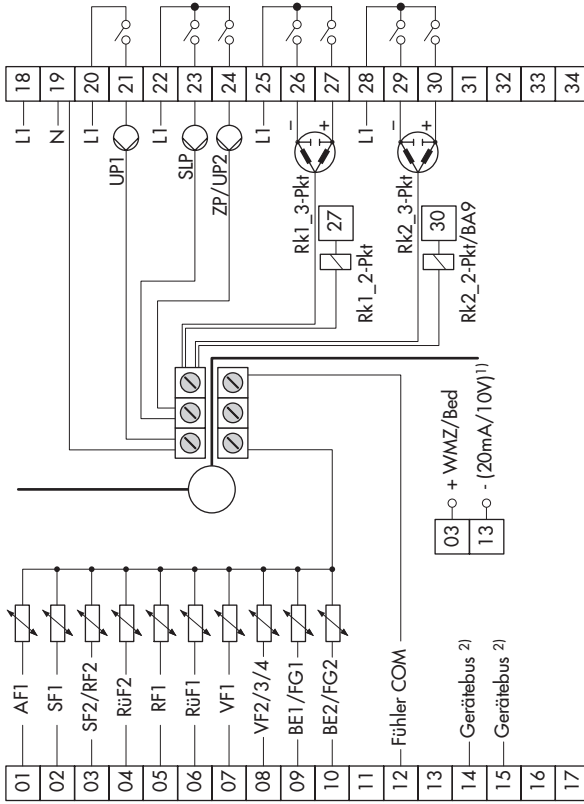 18 L1
19 N
20 L1
21 UP1
22 L1
23 SLP
24 ZP/UP2
25 L1
26 –
27 +
Rk1_3-Pkt
27
Rk1_2-Pkt
28 L1
29 –
30 +
Rk2_3-Pkt
30
Rk2_2-Pkt/BA9
31
32
33
34
01 AF1
02 SF1
03 SF2/RF2
04 RüF2
05 RF1
06 RüF1
07 VF1
08 VF2/3/4
09 BE1/FG1
10 BE2/FG2
11
12 Fühler COM
13
14 Gerätebus 2)
15 Gerätebus 2)
16
17
03 + WMZ/Bed
13 - (20mA/10V)1)